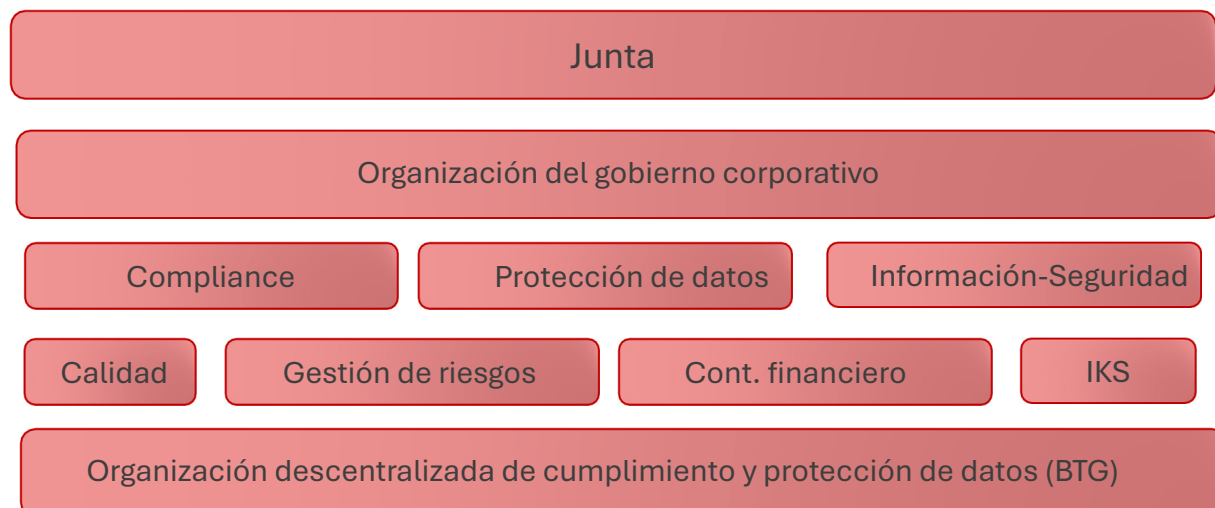 Junta
Organización del gobierno corporativo
Compliance
Protección de datos
Información-Seguridad
Calidad
Gestión de riesgos
Cont. financiero
IKS
Organización descentralizada de cumplimiento y protección de datos (BTG)